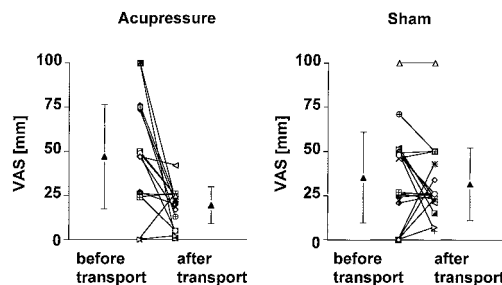 Acupressure
Sham
VAS [mm]
100
75
50
25
0
before transport
after transport
VAS [mm]
100
75
50
25
0
before transport
after transport